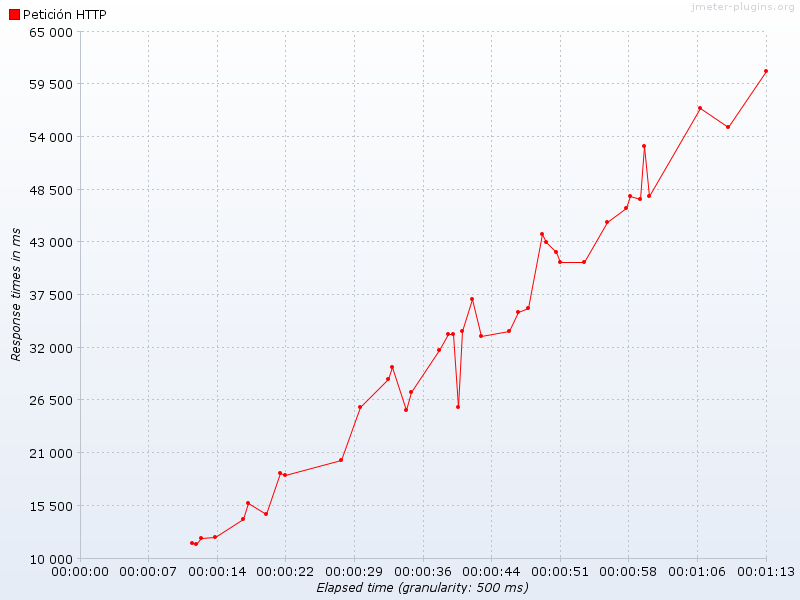 jmeter-plugins.org
Petición HTTP
65 000
59 500
54 000
48 500
43 000
37 500
32 000
26 500
21 000
15 500
10 000
Response times in ms
00:00:00 00:00:07 00:00:14 00:00:22 00:00:29 00:00:36 00:00:44 00:00:51 00:00:58 00:01:06 00:01:13
Elapsed time (granularity: 500 ms)